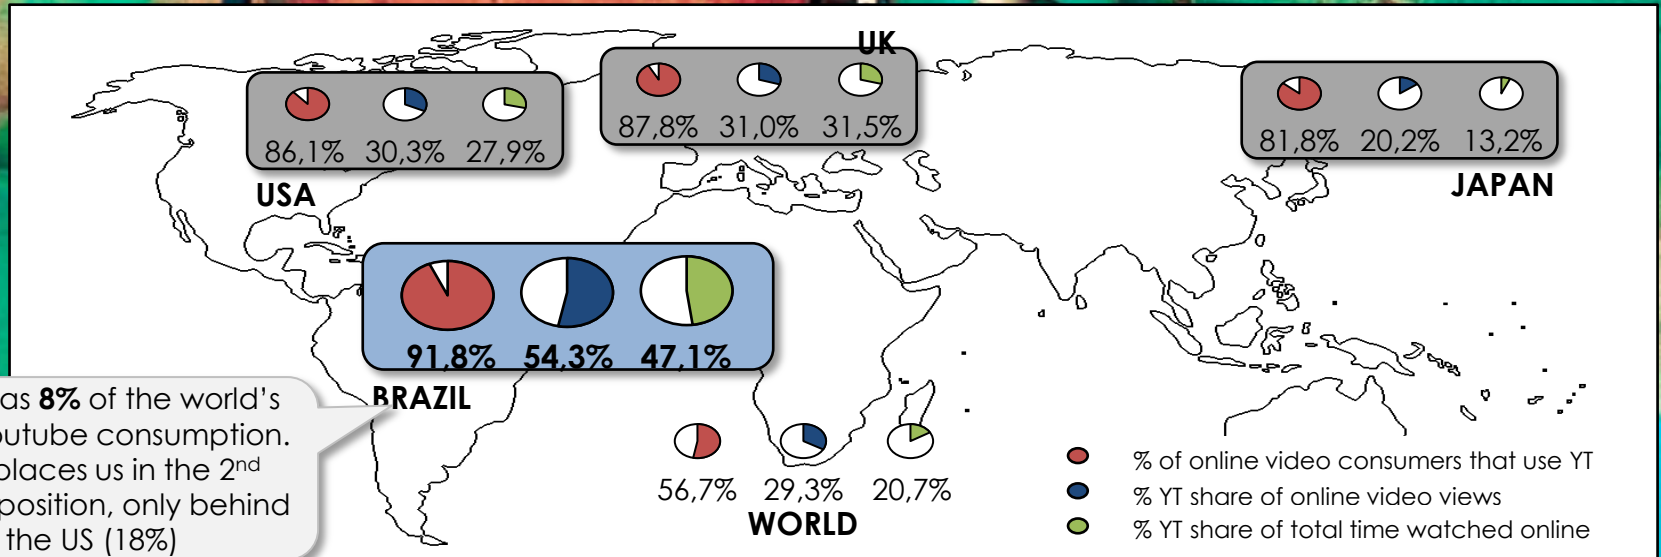 UK
87,8% 31,0% 31,5%
86,1% 30,3% 27,9%
USA
81,8% 20,2% 13,2%
JAPAN
91,8% 54,3% 47,1%
BRAZIL
as 8% of the world's
outube consumption.
places us in the 2nd
position, only behind
the US (18%)
56,7% 29,3% 20,7%
WORLD
% of online video consumers that use YT
% YT share of online video views
% YT share of total time watched online